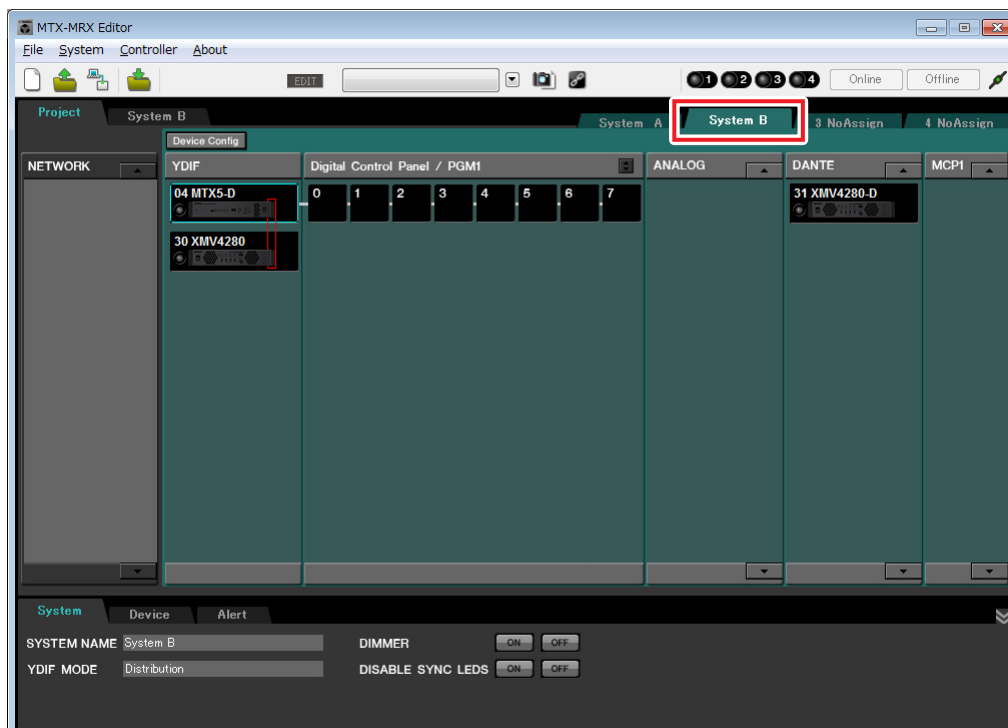 MTX-MRX Editor
File System Controller About
EDIT 1 2 3 4 Online Offline
Project System B System A System B 3 NoAssign 4 NoAssign
Device Config
NETWORK YDIF Digital Control Panel / PGM1 ANALOG DANTE MCP1
04 MTX5-D 0 1 2 3 4 5 6 7 31 XMV4280-D
30 XMV4280
System Device Alert
SYSTEM NAME System B DIMMER ON OFF
YDIF MODE Distribution DISABLE SYNC LEDS ON OFF